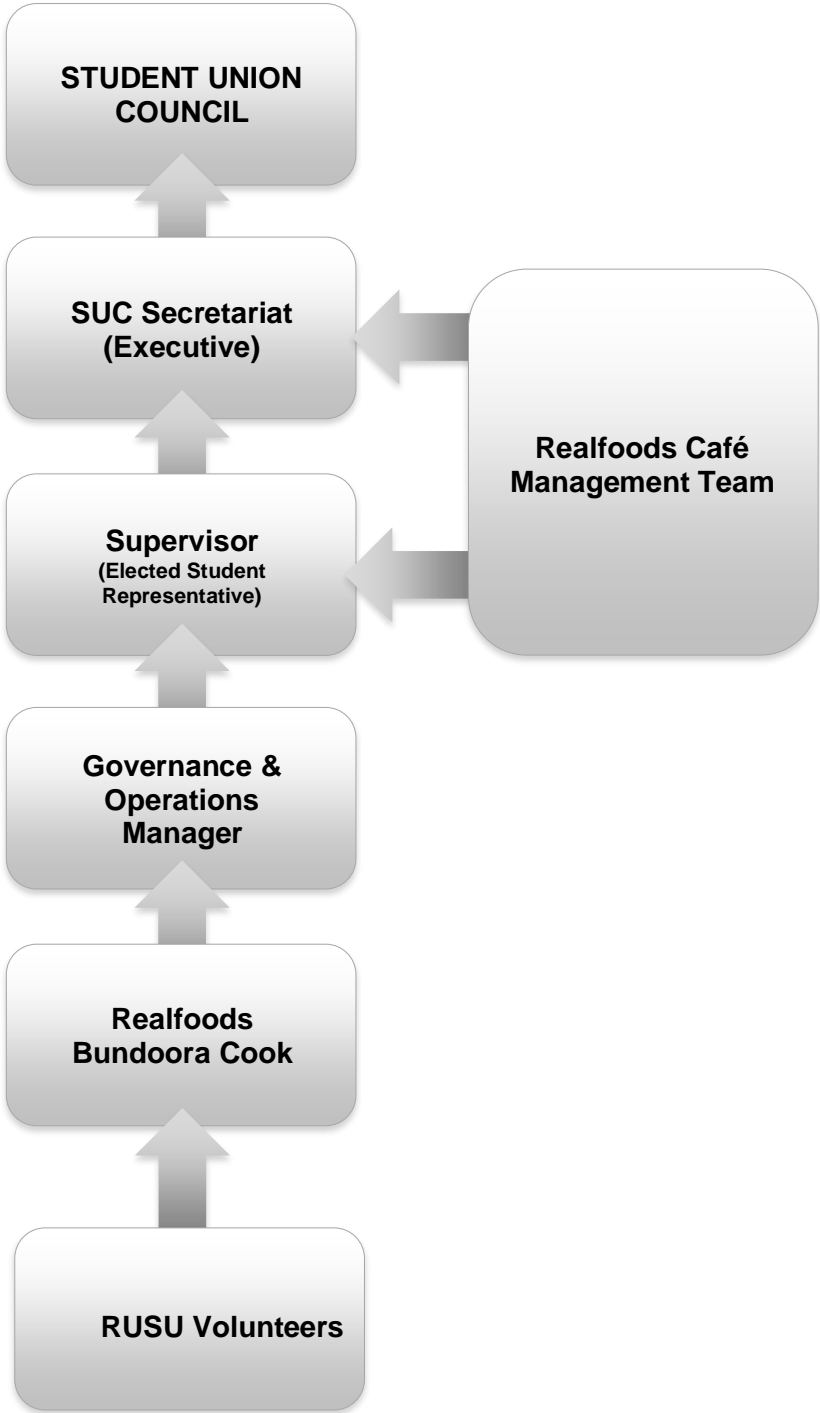 STUDENT UNION
COUNCIL
SUC Secretariat
(Executive)
Realfoods Café
Management Team
Supervisor
(Elected Student
Representative)
Governance &
Operations
Manager
Realfoods
Bundoora Cook
RUSU Volunteers